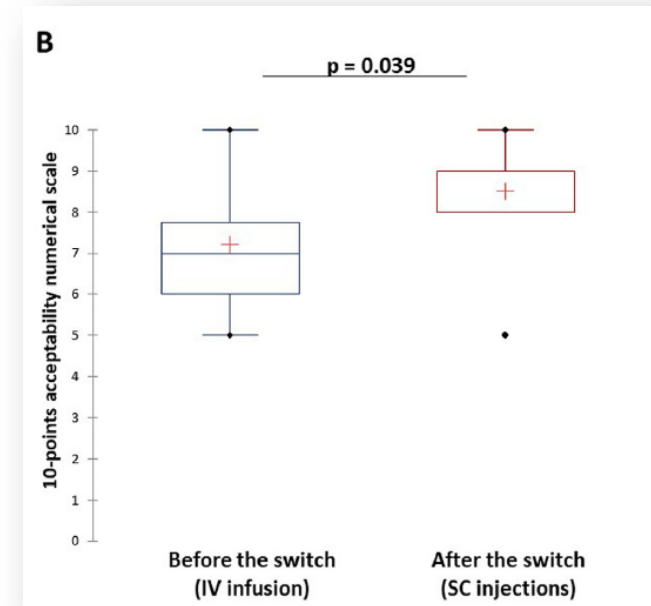 B
p = 0.039
10-points acceptability numerical scale
10
9
8
7
6
5
4
3
2
1
0
Before the switch
(IV infusion)
After the switch
(SC injections)